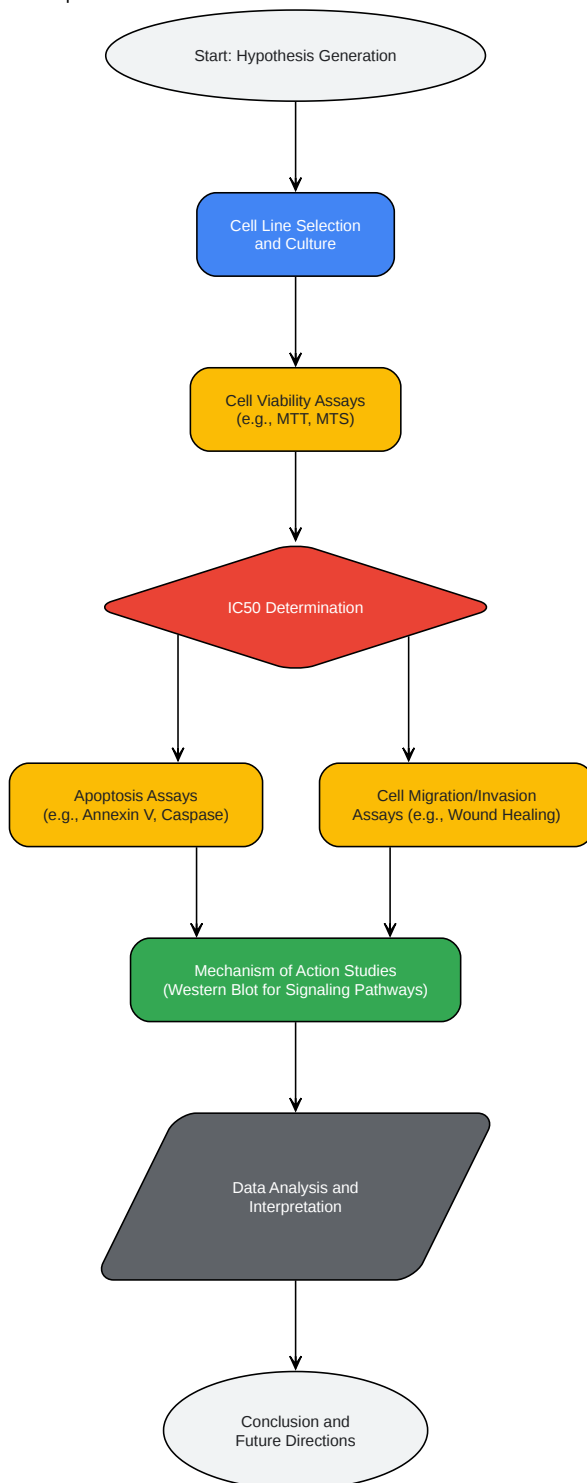 Start: Hypothesis Generation
Cell Line Selection
and Culture
Cell Viability Assays
(e.g., MTT, MTS)
IC50 Determination
Apoptosis Assays
(e.g., Annexin V, Caspase)
Cell Migration/Invasion
Assays (e.g., Wound Healing)
Mechanism of Action Studies
(Western Blot for Signaling Pathways)
Data Analysis and
Interpretation
Conclusion and
Future Directions